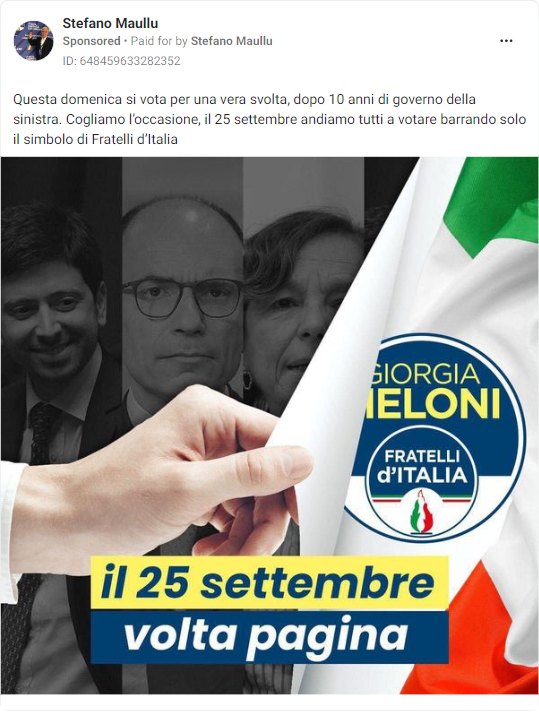 Stefano Maullu
Sponsored • Paid for by Stefano Maullu
ID: 648459633282352
Questa domenica si vota per una vera svolta, dopo 10 anni di governo della
sinistra. Cogliamo l’occasione, il 25 settembre andiamo tutti a votare barrando solo
il simbolo di Fratelli d’Italia
GIORGIA
MELONI
FRATELLI
d'ITALIA
il 25 settembre
volta pagina